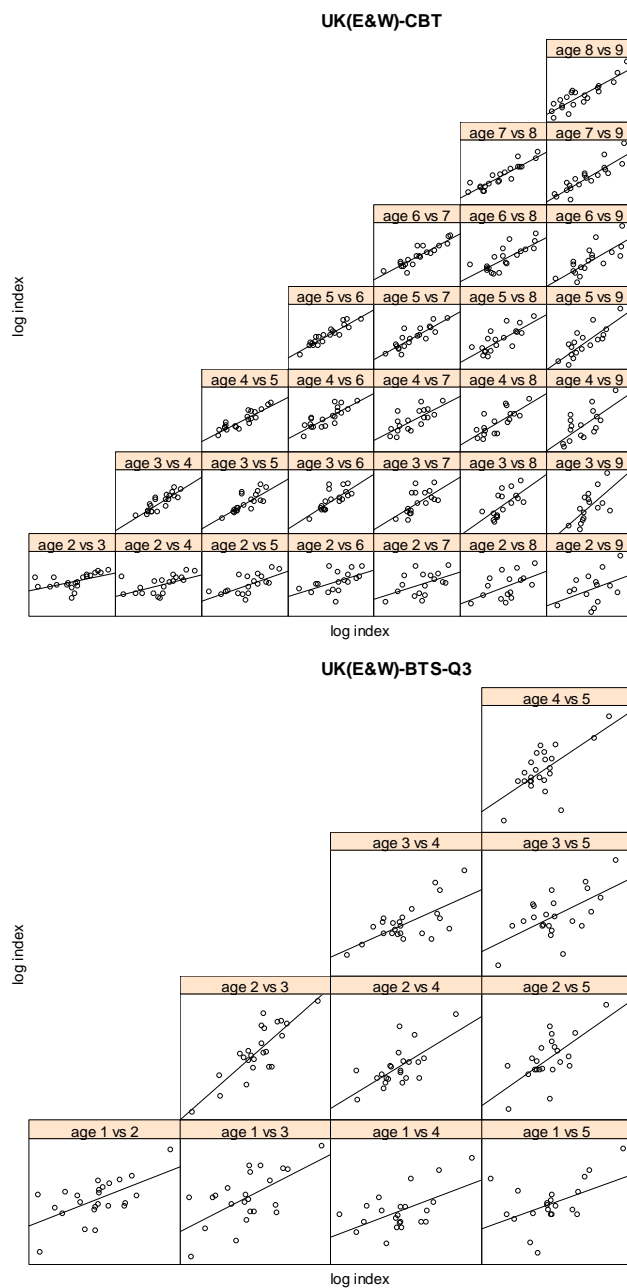 UK(E&W)-CBT
age 8 vs 9
age 7 vs 8 age 7 vs 9
age 6 vs 7 age 6 vs 8 age 6 vs 9
age 5 vs 6 age 5 vs 7 age 5 vs 8 age 5 vs 9
age 4 vs 5 age 4 vs 6 age 4 vs 7 age 4 vs 8 age 4 vs 9
age 3 vs 4 age 3 vs 5 age 3 vs 6 age 3 vs 7 age 3 vs 8 age 3 vs 9
age 2 vs 3 age 2 vs 4 age 2 vs 5 age 2 vs 6 age 2 vs 7 age 2 vs 8 age 2 vs 9
log index
log index
UK(E&W)-BTS-Q3
age 4 vs 5
age 3 vs 4 age 3 vs 5
age 2 vs 3 age 2 vs 4 age 2 vs 5
age 1 vs 2 age 1 vs 3 age 1 vs 4 age 1 vs 5
log index
log index